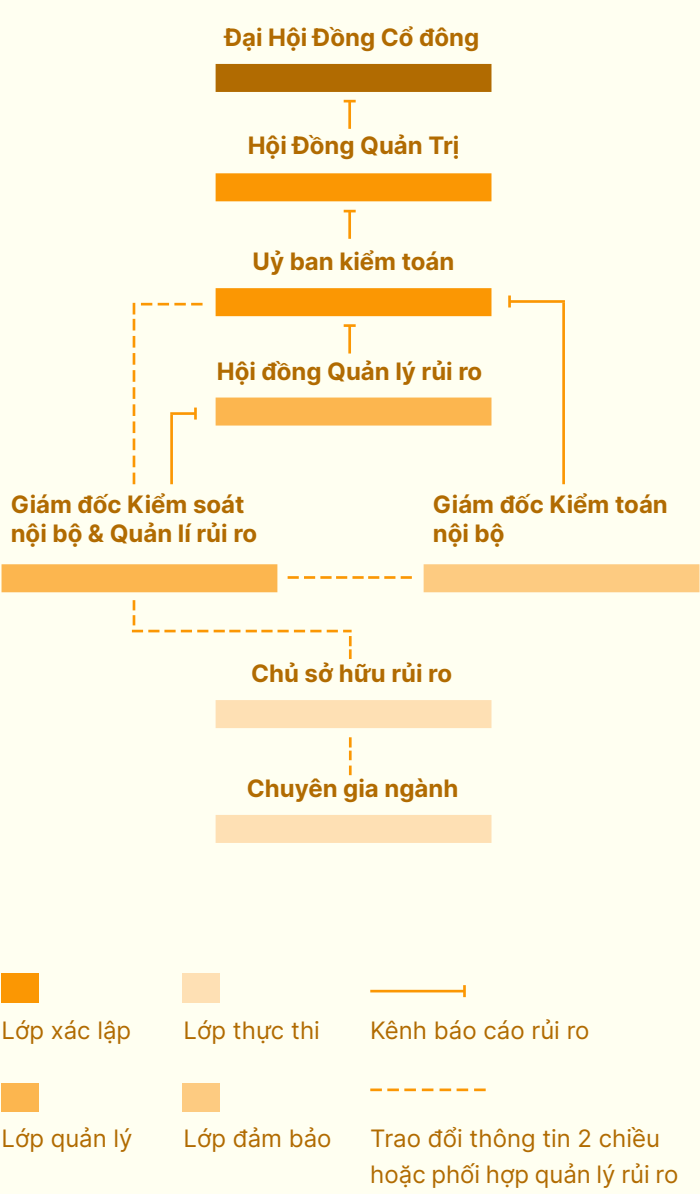 Đại Hội Đồng Cổ đông
Hội Đồng Quản Trị
Uỷ ban kiểm toán
Hội đồng Quản lý rủi ro
Giám đốc Kiểm soát
nội bộ & Quản lí rủi ro
Giám đốc Kiểm toán
nội bộ
Chủ sở hữu rủi ro
Chuyên gia ngành
Lớp xác lập
Lớp thực thi
Kênh báo cáo rủi ro
Lớp quản lý
Lớp đảm bảo
Trao đổi thông tin 2 chiều
hoặc phối hợp quản lý rủi ro